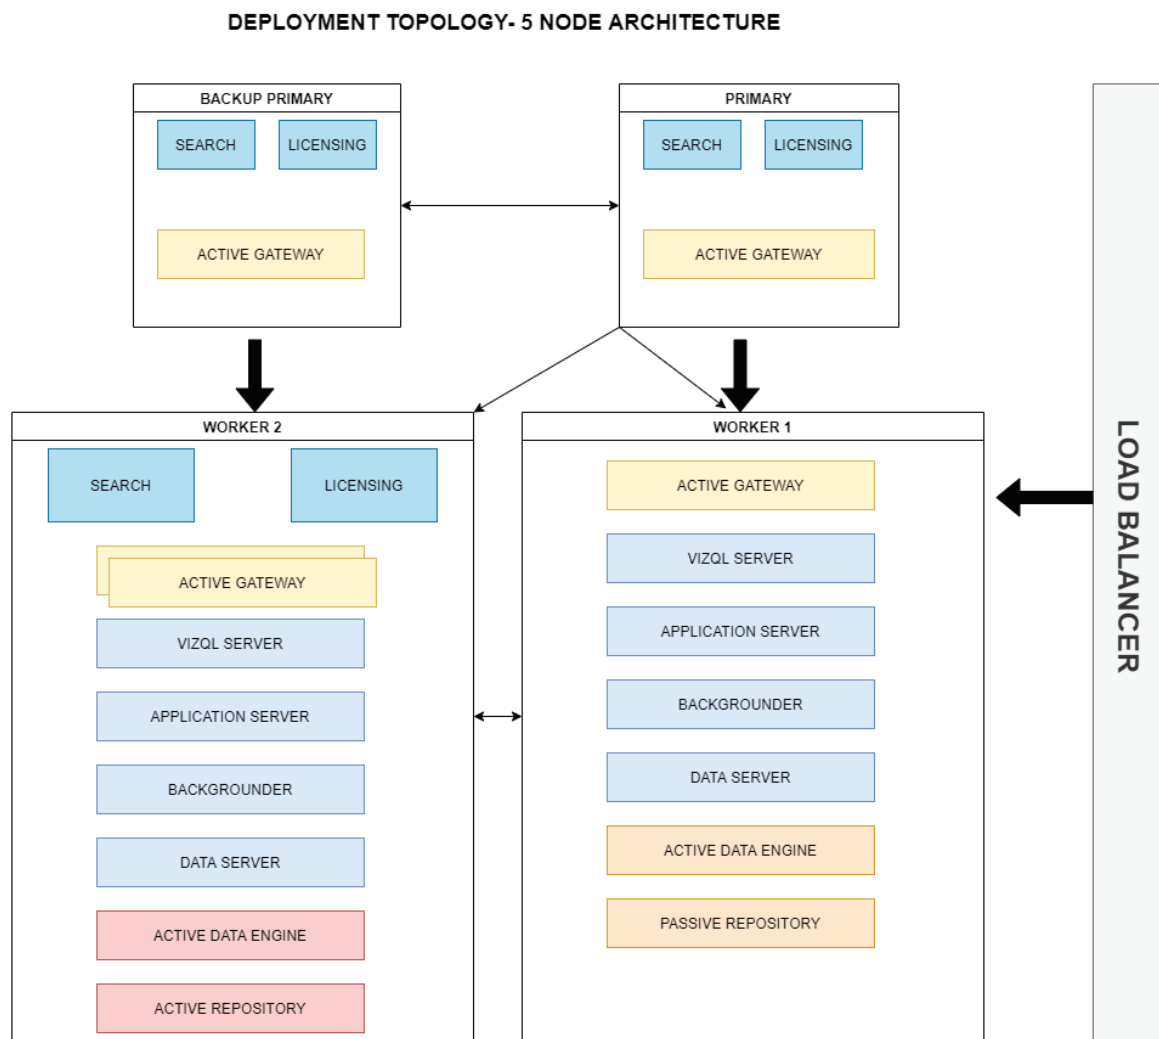 DEPLOYMENT TOPOLOGY- 5 NODE ARCHITECTURE
BACKUP PRIMARY
SEARCH
LICENSING
ACTIVE GATEWAY
PRIMARY
SEARCH
LICENSING
ACTIVE GATEWAY
WORKER 2
SEARCH
LICENSING
ACTIVE GATEWAY
VIZQL SERVER
APPLICATION SERVER
BACKGROUNDER
DATA SERVER
ACTIVE DATA ENGINE
ACTIVE REPOSITORY
WORKER 1
ACTIVE GATEWAY
VIZQL SERVER
APPLICATION SERVER
BACKGROUNDER
DATA SERVER
ACTIVE DATA ENGINE
PASSIVE REPOSITORY
LOAD BALANCER